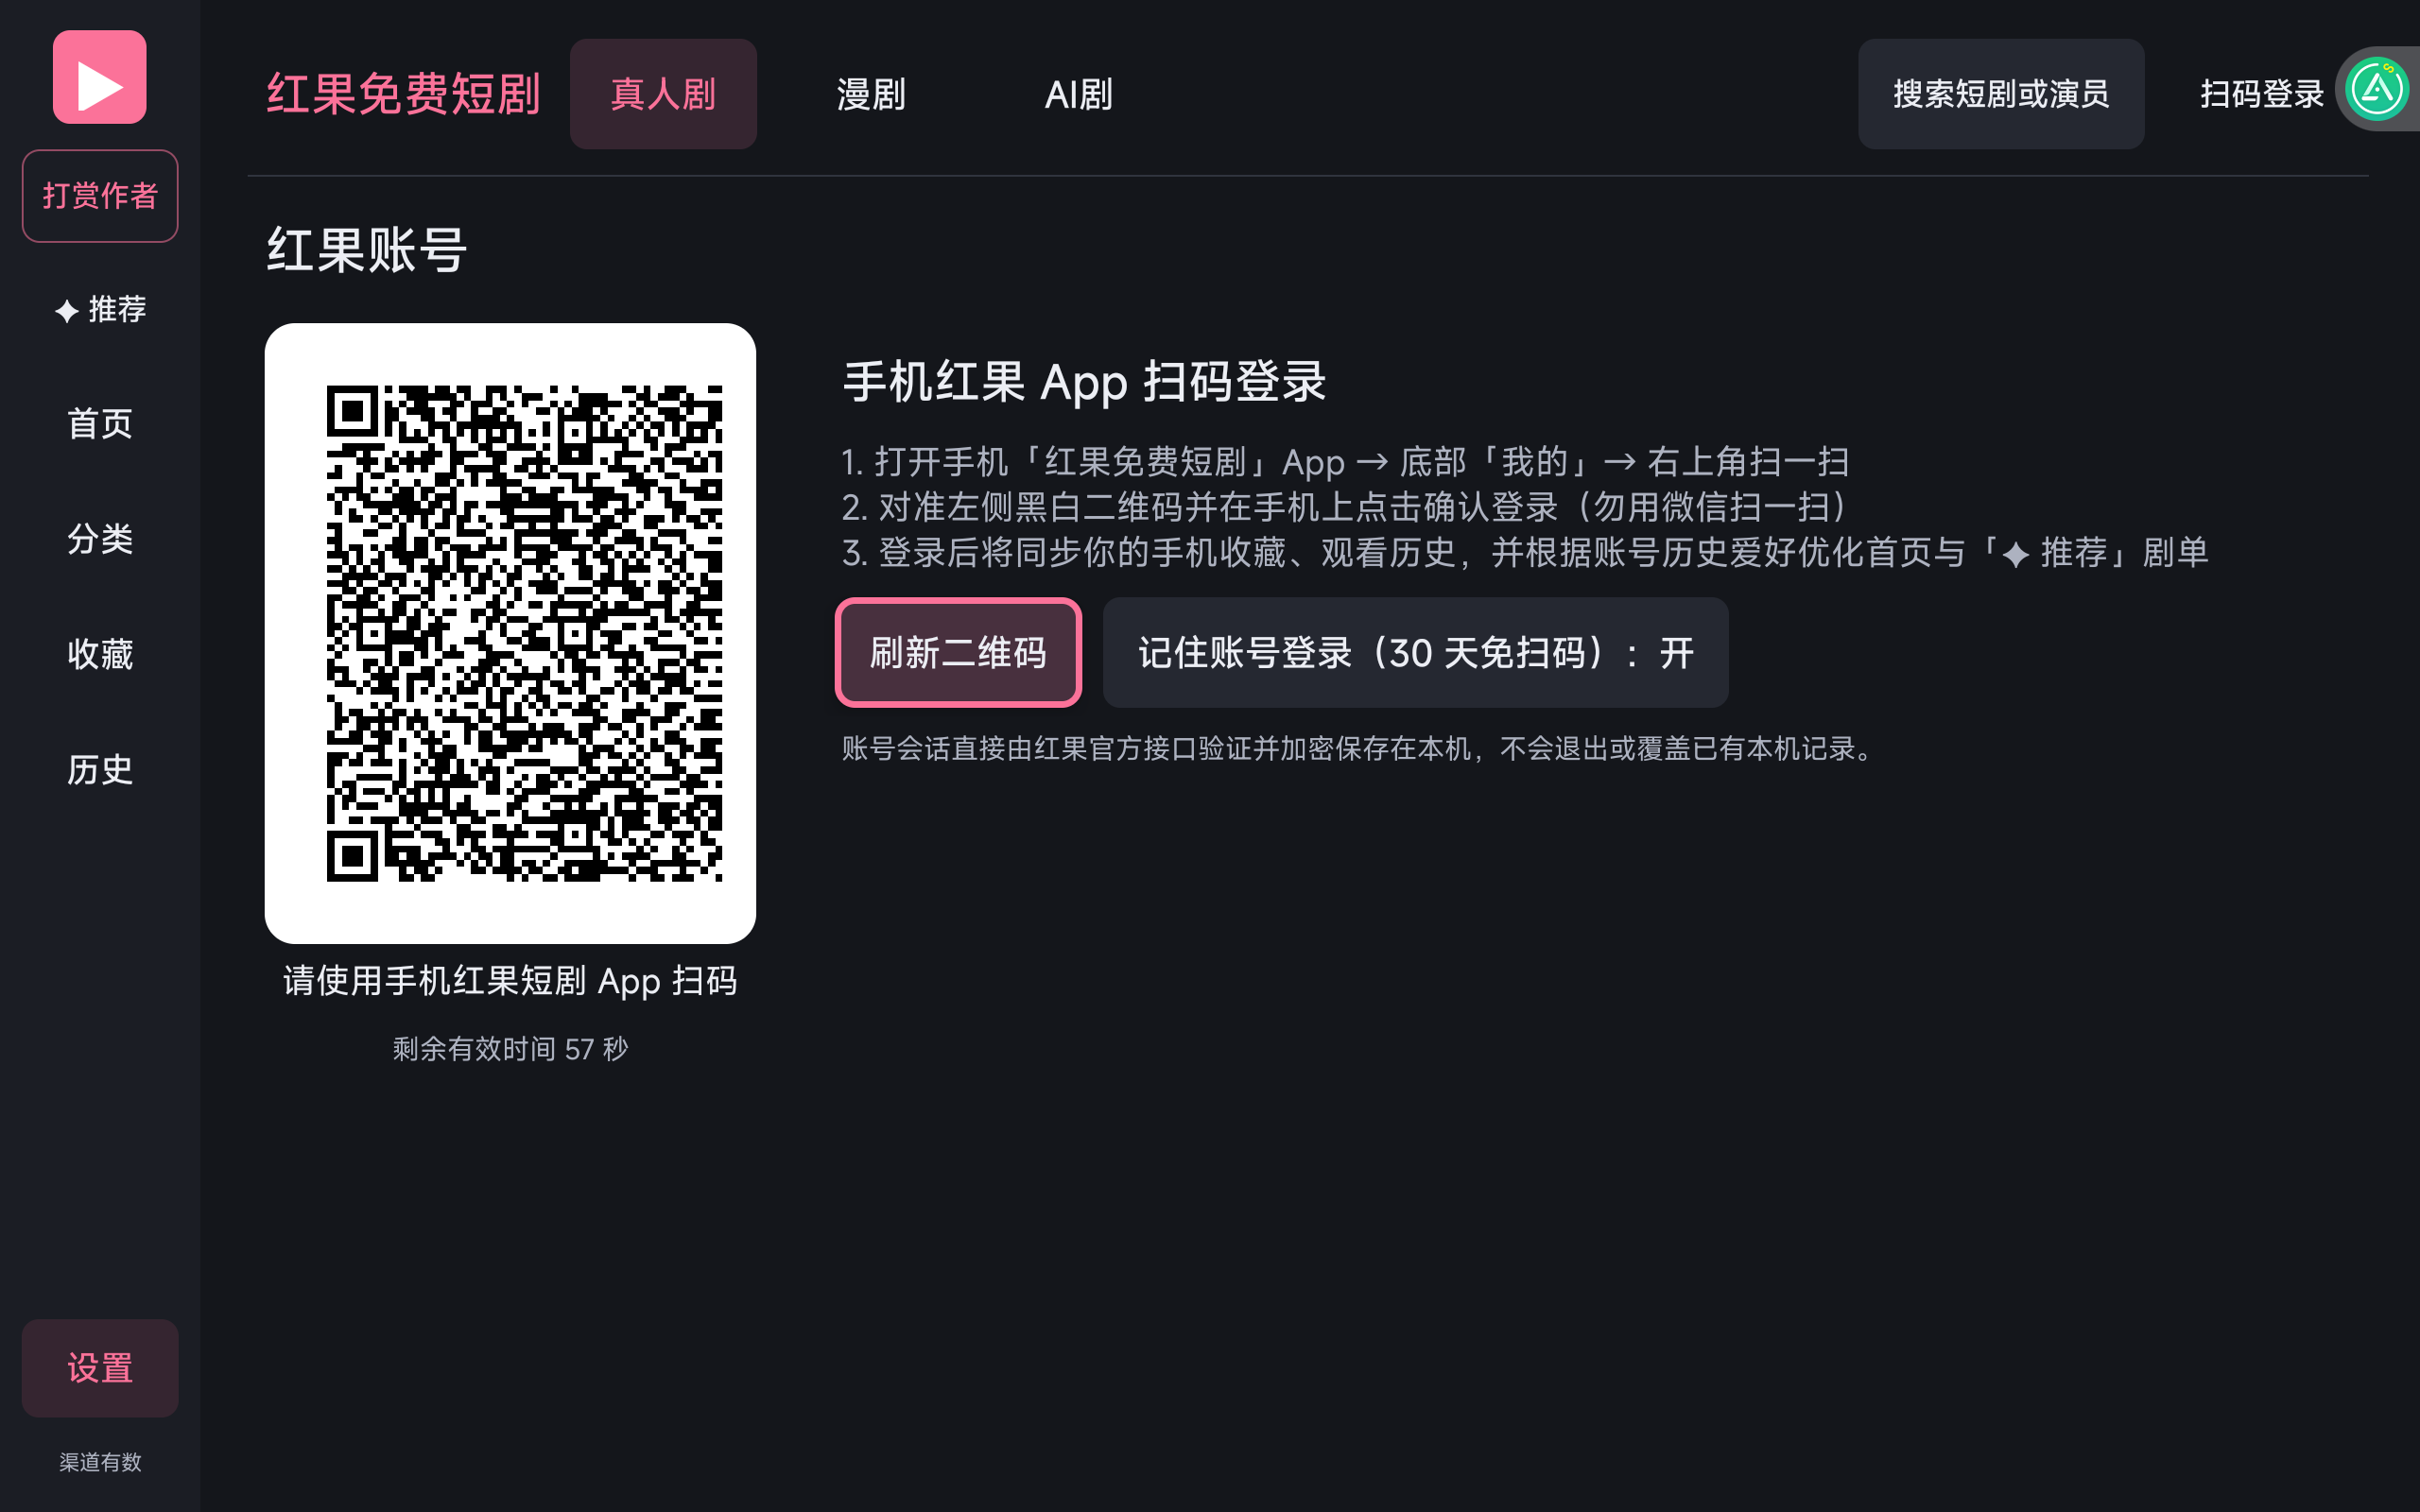 红果免费短剧
真人剧
漫剧
AI剧
搜索短剧或演员
扫码登录
打赏作者
推荐
首页
分类
收藏
历史
设置
渠道有数
红果账号
请使用手机红果短剧 App 扫码
剩余有效时间 57 秒
手机红果 App 扫码登录
1. 打开手机「红果免费短剧」App → 底部「我的」→ 右上角扫一扫
2. 对准左侧黑白二维码并在手机上点击确认登录（勿用微信扫一扫）
3. 登录后将同步你的手机收藏、观看历史，并根据账号历史爱好优化首页与「✦ 推荐」剧单
刷新二维码
记住账号登录（30 天免扫码）：开
账号会话直接由红果官方接口验证并加密保存在本机，不会退出或覆盖已有本机记录。